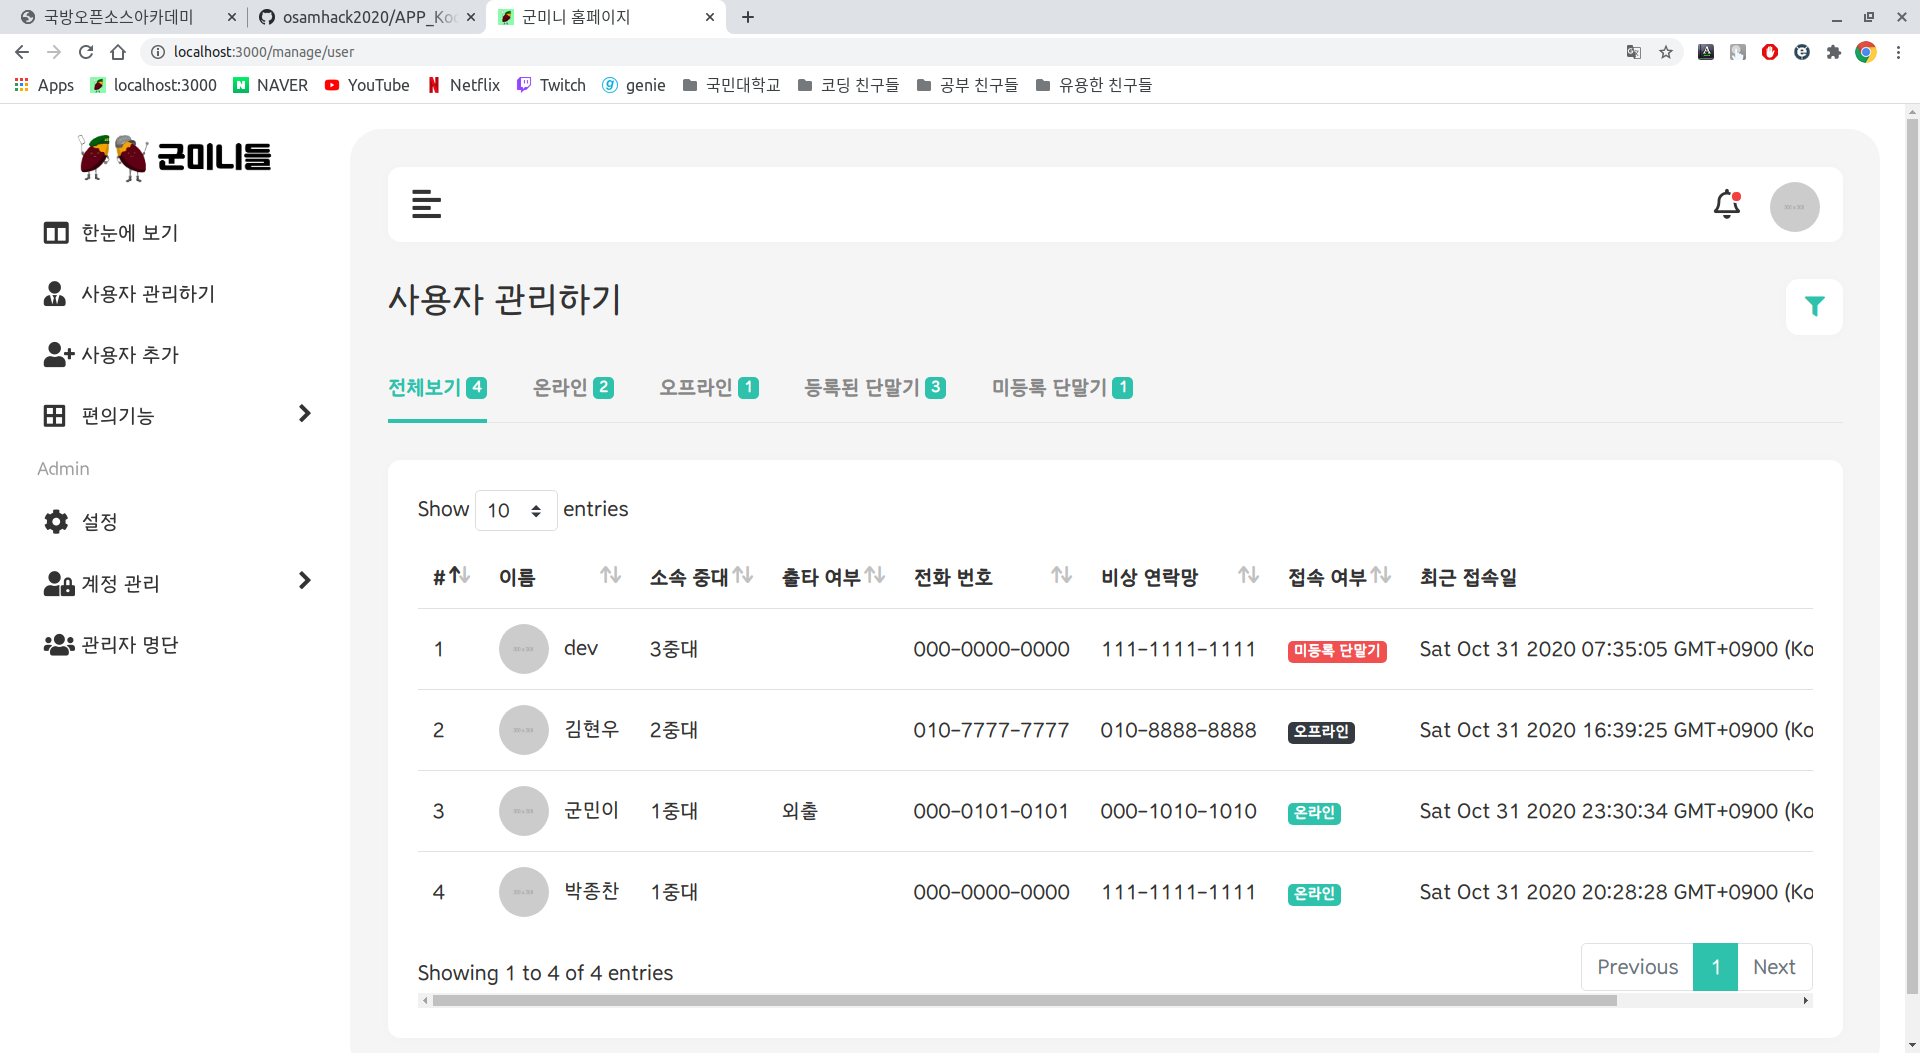 국방오픈소스아카데미
osamhack2020/APP_Ko
군미니 홈페이지
localhost:3000/manage/user
Apps
localhost:3000
NAVER
YouTube
Netflix
Twitch
genie
국민대학교
코딩 친구들
공부 친구들
유용한 친구들
군미니들
한눈에 보기
사용자 관리하기
사용자 추가
편의기능
Admin
설정
계정 관리
관리자 명단
사용자 관리하기
전체보기 4
온라인 2
오프라인 1
등록된 단말기 3
미등록 단말기 1
Show 10 entries
# 이름 소속 중대 출타 여부 전화 번호 비상 연락망 접속 여부 최근 접속일
1 dev 3중대 000-0000-0000 111-1111-1111 미등록 단말기 Sat Oct 31 2020 07:35:05 GMT+0900 (Ko
2 김현우 2중대 010-7777-7777 010-8888-8888 오프라인 Sat Oct 31 2020 16:39:25 GMT+0900 (Ko
3 군민이 1중대 외출 000-0101-0101 000-1010-1010 온라인 Sat Oct 31 2020 23:30:34 GMT+0900 (Ko
4 박종찬 1중대 000-0000-0000 111-1111-1111 온라인 Sat Oct 31 2020 20:28:28 GMT+0900 (Ko
Showing 1 to 4 of 4 entries
Previous 1 Next